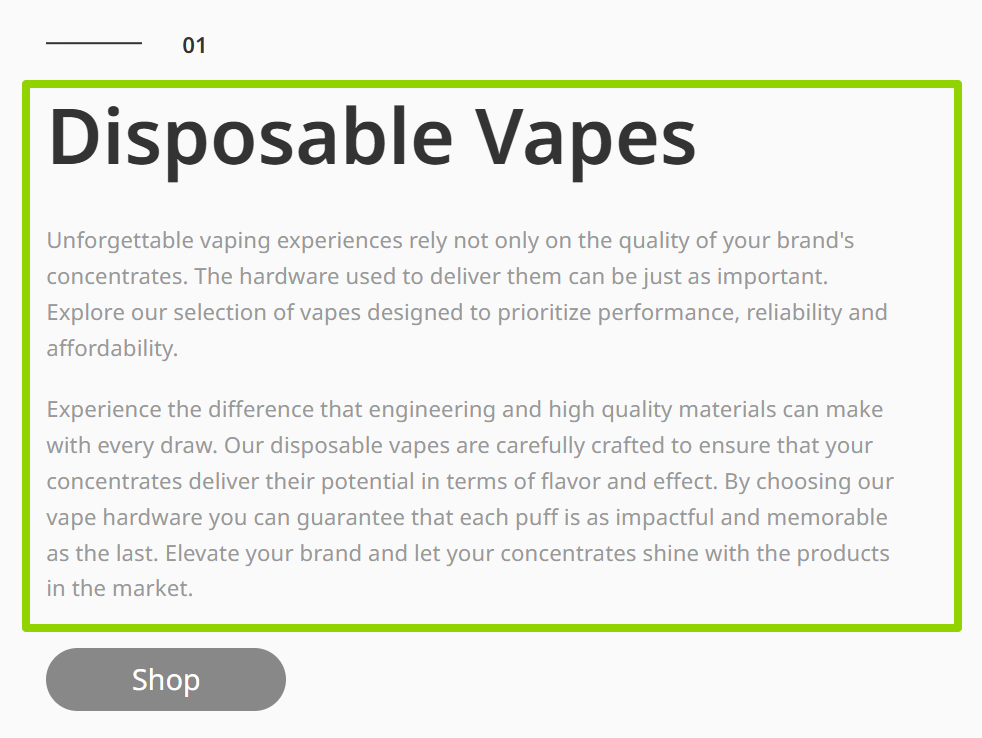 01
Disposable Vapes
Unforgettable vaping experiences rely not only on the quality of your brand's
concentrates. The hardware used to deliver them can be just as important.
Explore our selection of vapes designed to prioritize performance, reliability and
affordability.
Experience the difference that engineering and high quality materials can make
with every draw. Our disposable vapes are carefully crafted to ensure that your
concentrates deliver their potential in terms of flavor and effect. By choosing our
vape hardware you can guarantee that each puff is as impactful and memorable
as the last. Elevate your brand and let your concentrates shine with the products
in the market.
Shop